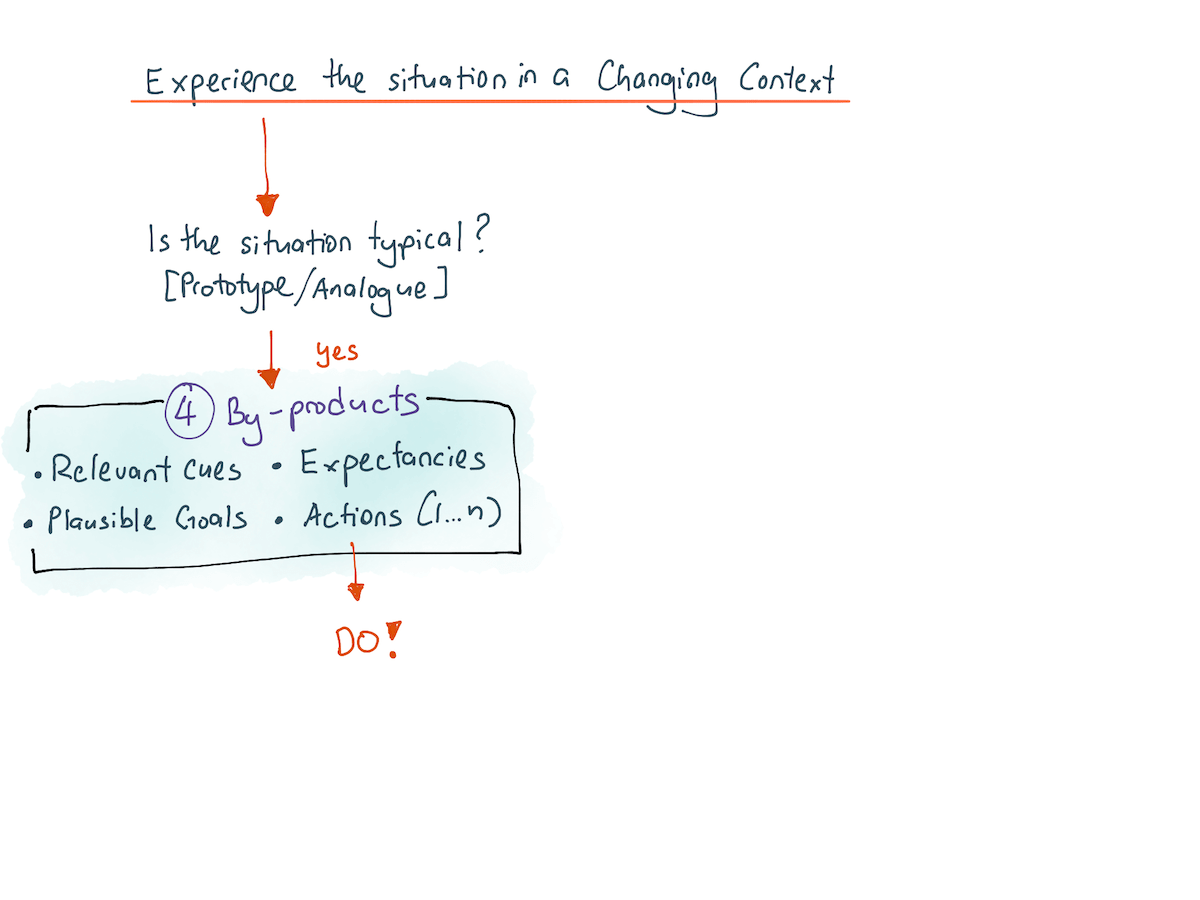 Experience the situation in a Changing Context
Is the situation typical?
[Prototype/Analogue]
yes
4 By-products
• Relevant cues • Expectancies
• Plausible Goals • Actions (1...n)
DO!